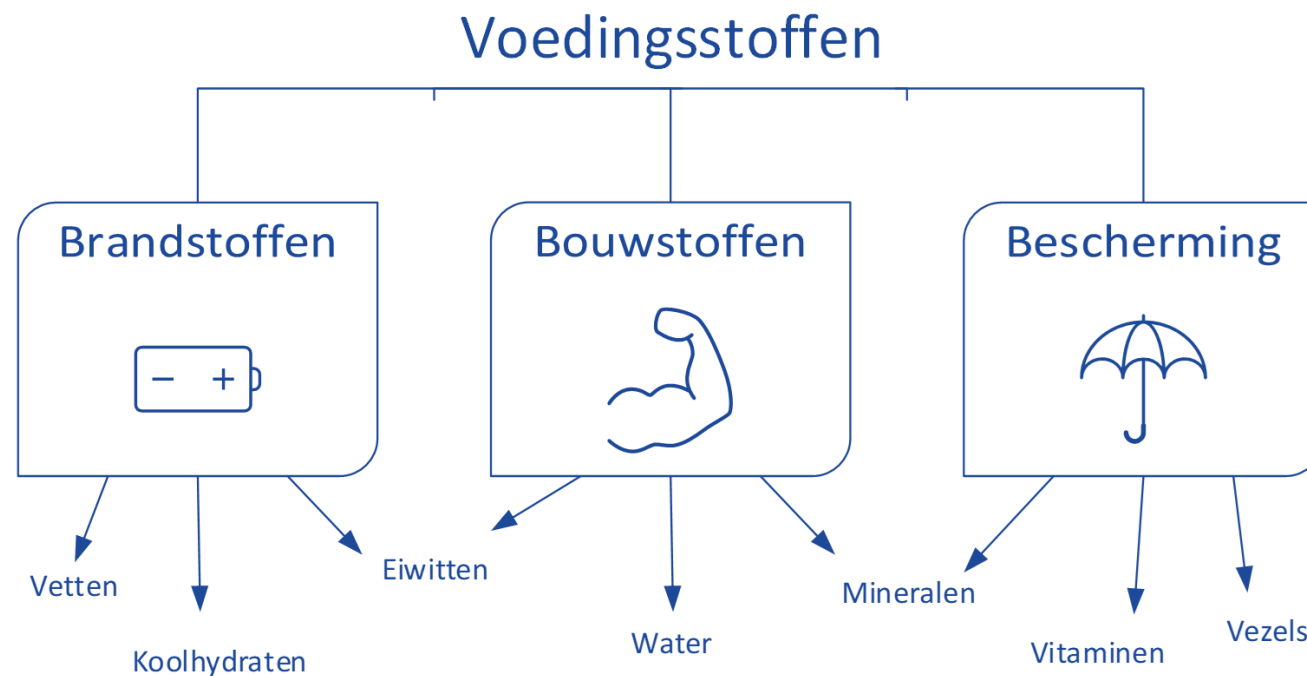 Voedingsstoffen
Brandstoffen
Bouwstoffen
Bescherming
− +
Vetten
Koolhydraten
Eiwitten
Water
Mineralen
Vitaminen
Vezels